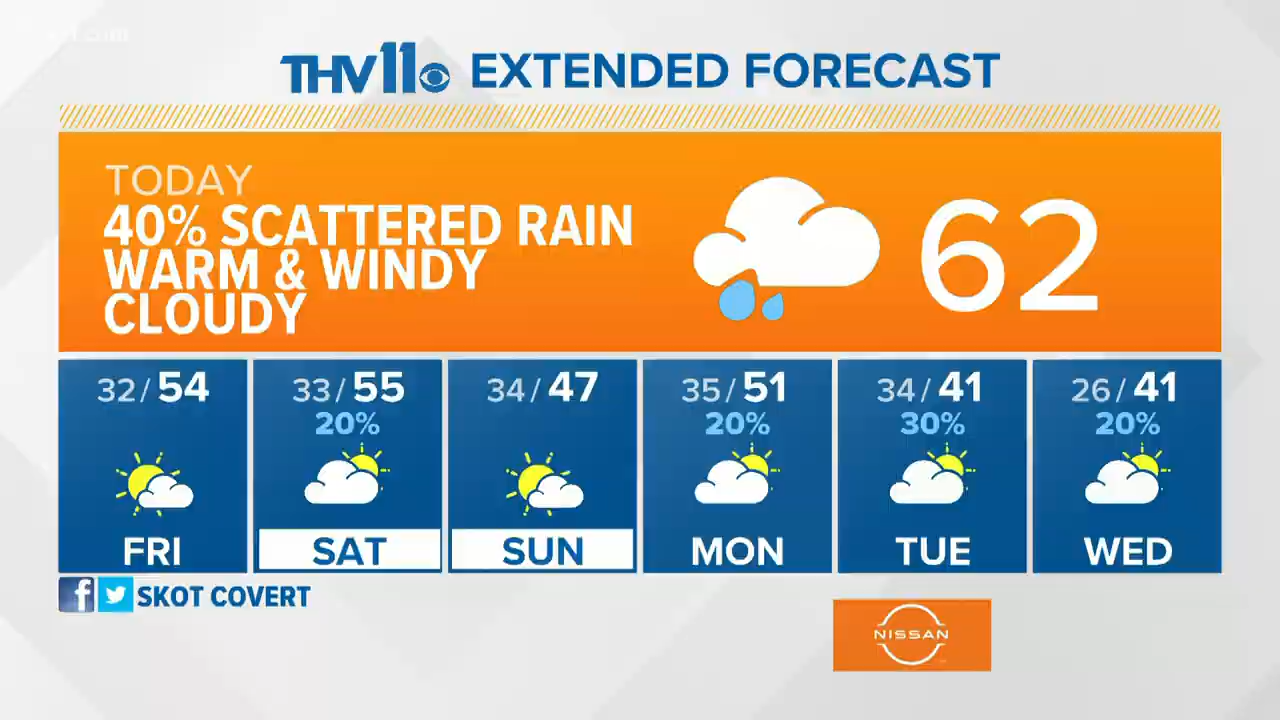 THV11 EXTENDED FORECAST
TODAY
40% SCATTERED RAIN
WARM & WINDY
CLOUDY
62
32/54
33/55
20%
34/47
35/51
20%
34/41
30%
26/41
20%
FRI
SAT
SUN
MON
TUE
WED
f SKOT COVERT
NISSAN